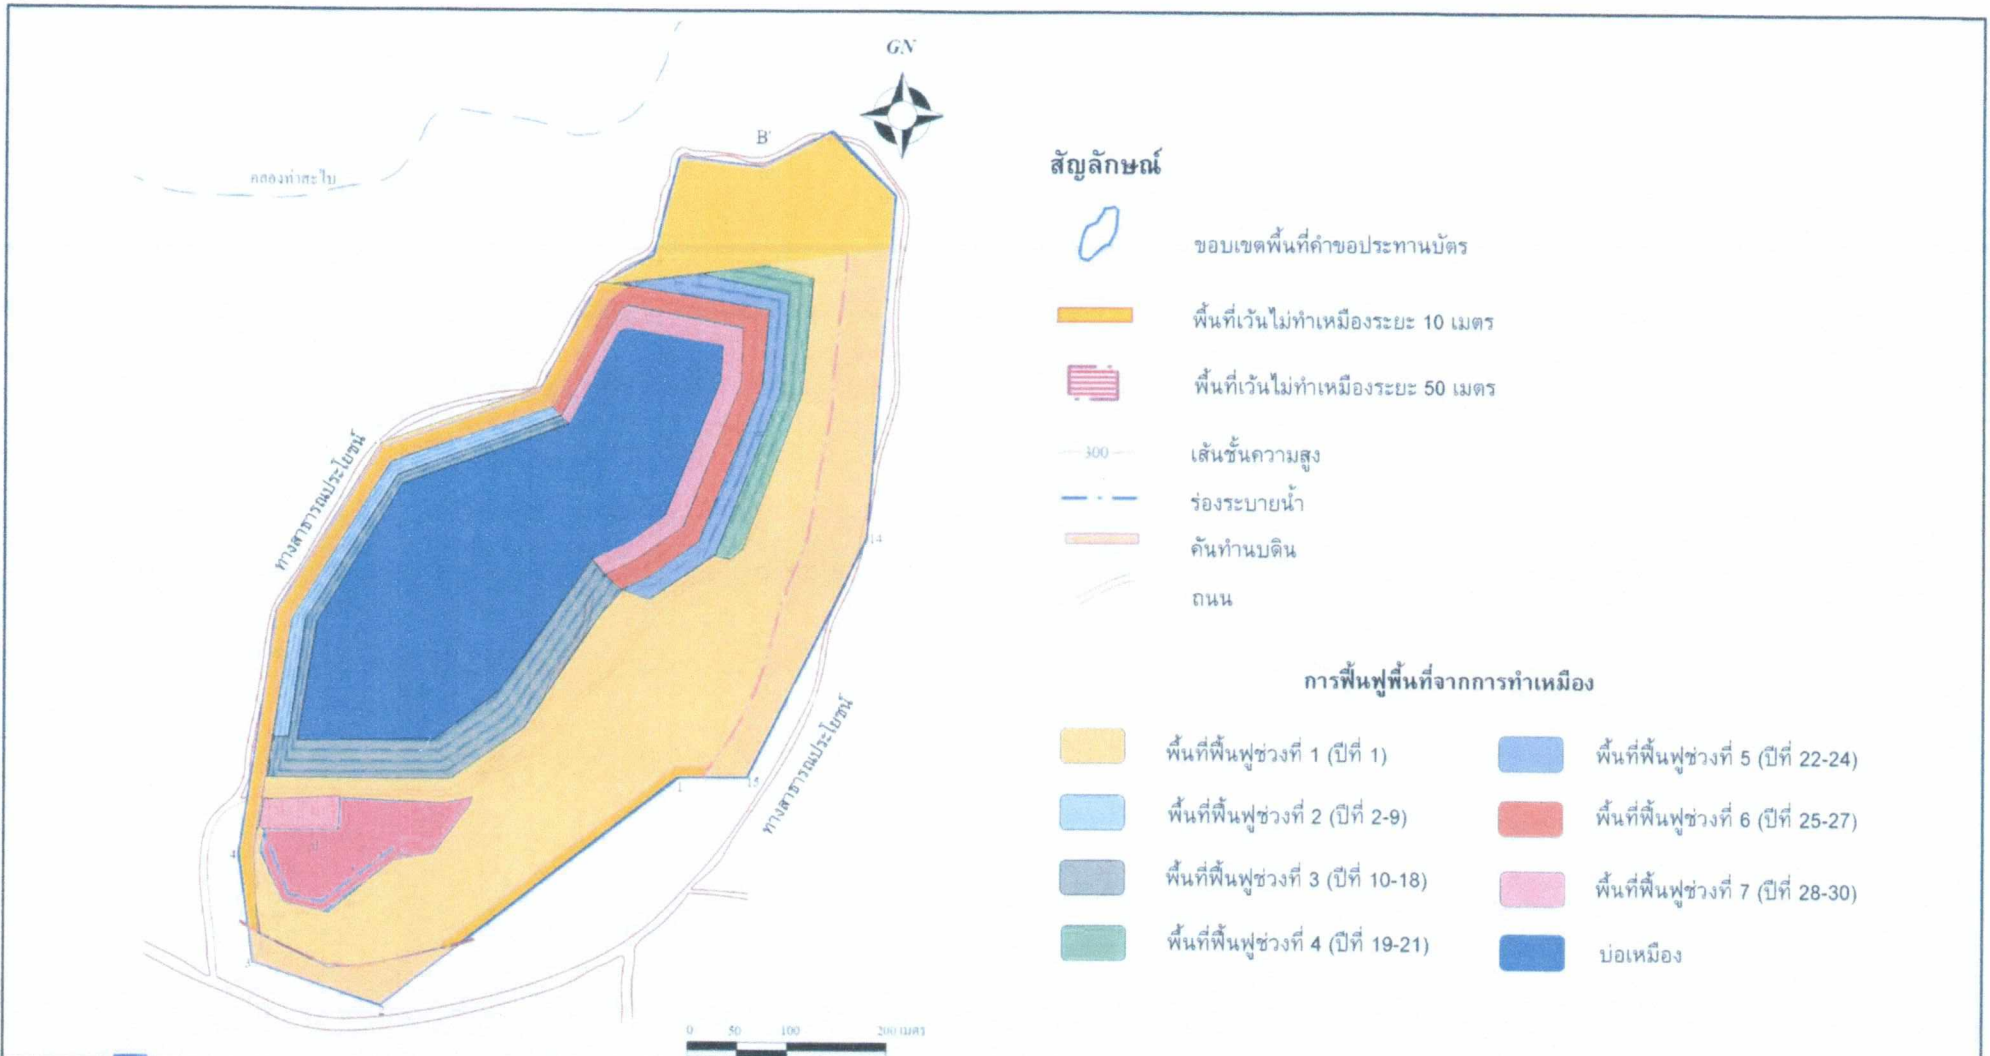 GN
B'
คลองท่าสะไบ
ทางสาธารณประโยชน์
14
1
15
ทางสาธารณประโยชน์
4
3
2
0 50 100 200 เมตร
สัญลักษณ์
ขอบเขตพื้นที่คำขอประทานบัตร
พื้นที่เว้นไม่ทำเหมืองระยะ 10 เมตร
พื้นที่เว้นไม่ทำเหมืองระยะ 50 เมตร
300
เส้นชั้นความสูง
ร่องระบายน้ำ
คันทำนบดิน
ถนน
การฟื้นฟูพื้นที่จากการทำเหมือง
พื้นที่ฟื้นฟูช่วงที่ 1 (ปีที่ 1)
พื้นที่ฟื้นฟูช่วงที่ 2 (ปีที่ 2-9)
พื้นที่ฟื้นฟูช่วงที่ 3 (ปีที่ 10-18)
พื้นที่ฟื้นฟูช่วงที่ 4 (ปีที่ 19-21)
พื้นที่ฟื้นฟูช่วงที่ 5 (ปีที่ 22-24)
พื้นที่ฟื้นฟูช่วงที่ 6 (ปีที่ 25-27)
พื้นที่ฟื้นฟูช่วงที่ 7 (ปีที่ 28-30)
บ่อเหมือง